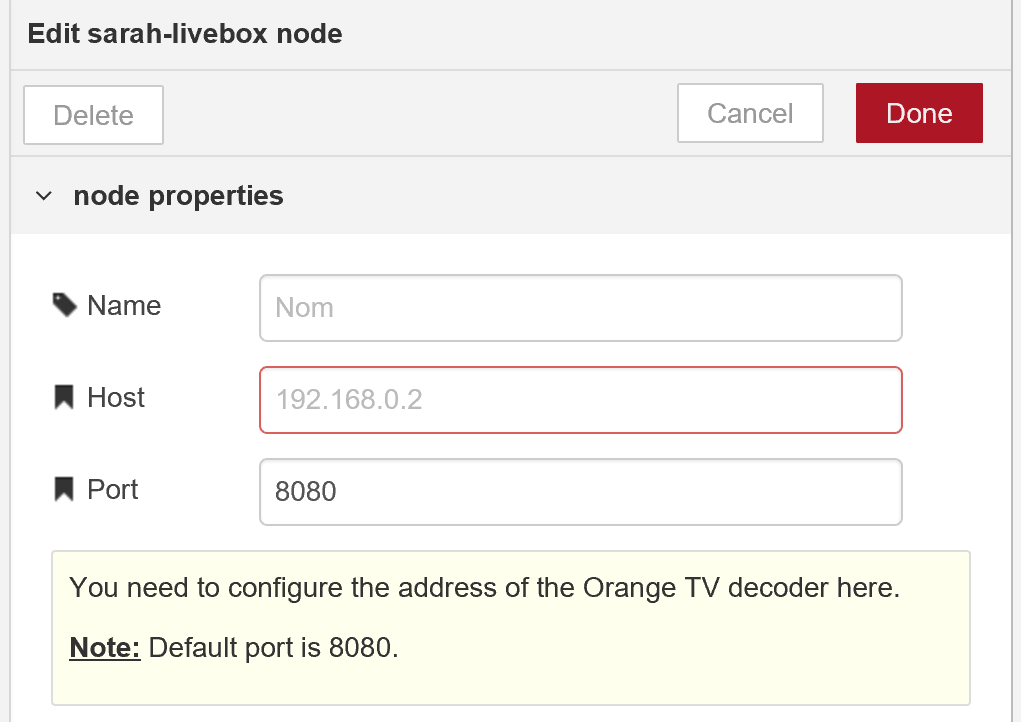 Edit sarah-livebox node
Delete Cancel Done
node properties
Name Nom
Host 192.168.0.2
Port 8080
You need to configure the address of the Orange TV decoder here.
Note: Default port is 8080.